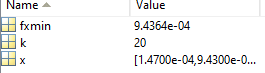 Name Value
fxmin 9.4364e-04
k 20
x [1.4700e-04,9.4300e-0...